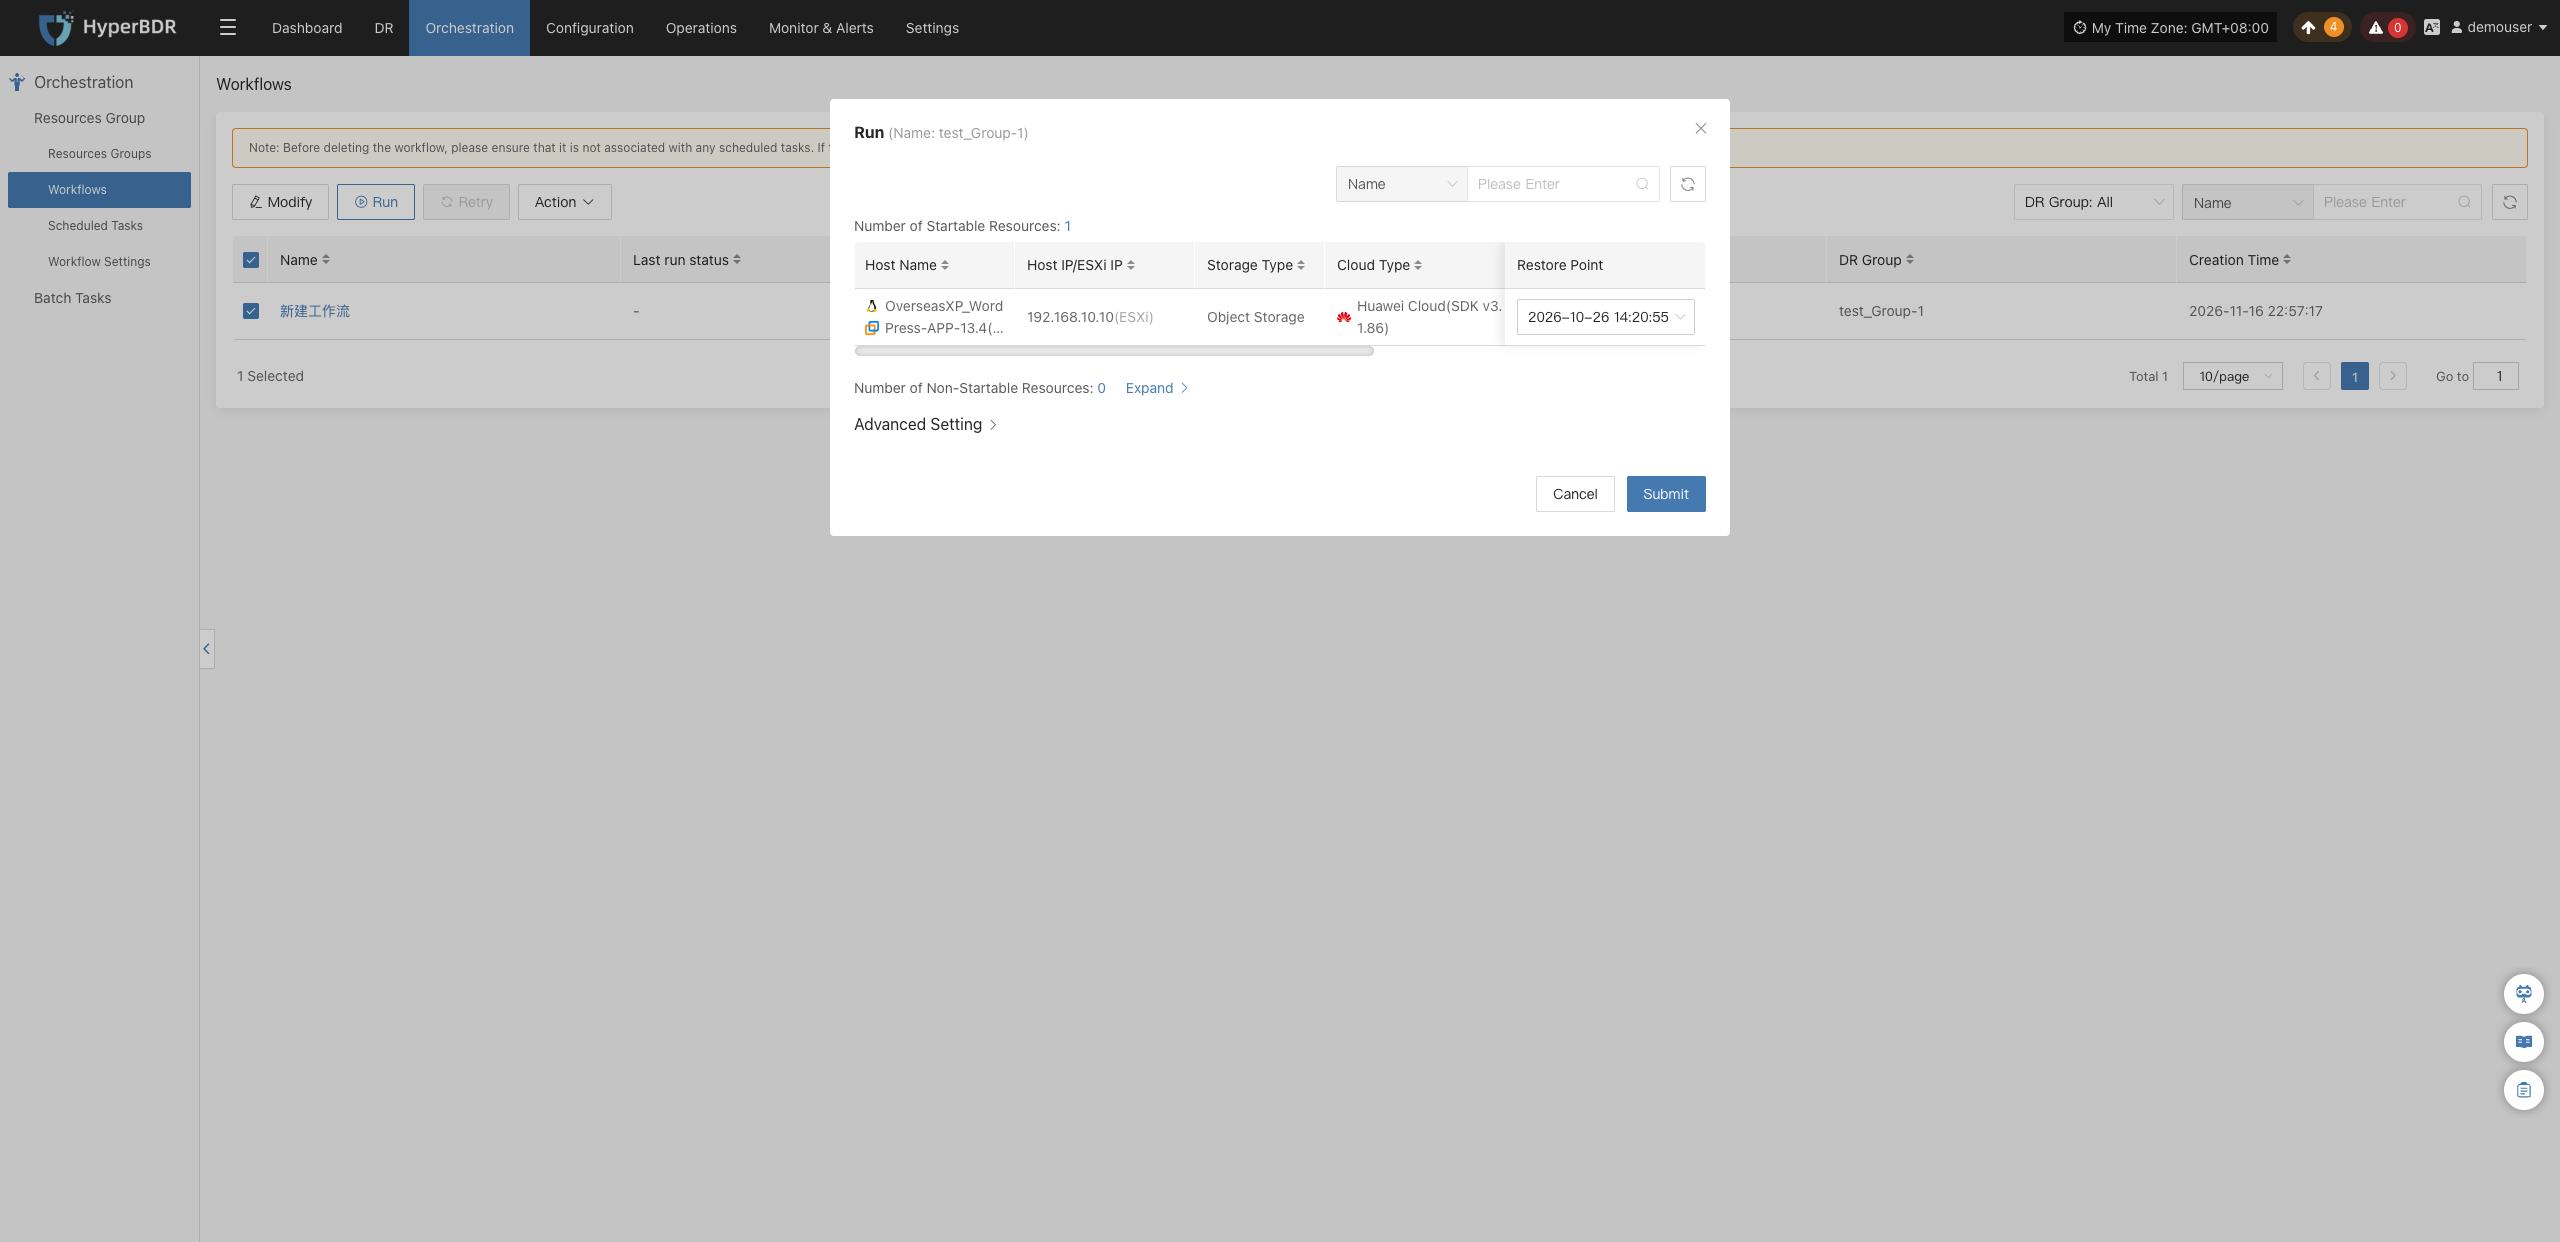 HyperBDR
Dashboard
DR
Orchestration
Configuration
Operations
Monitor & Alerts
Settings
My Time Zone: GMT+08:00
4
0
demouser
Orchestration
Resources Group
Resources Groups
Workflows
Scheduled Tasks
Workflow Settings
Batch Tasks
Workflows
Note: Before deleting the workflow, please ensure that it is not associated with any scheduled tasks. If
Modify
Run
Retry
Action
DR Group: All
Name
Please Enter
Name
Last run status
DR Group
Creation Time
新建工作流
-
test_Group-1
2026-11-16 22:57:17
1 Selected
Total 1
10/page
1
Go to
1
Run (Name: test_Group-1)
Name
Please Enter
Number of Startable Resources: 1
Host Name
Host IP/ESXi IP
Storage Type
Cloud Type
Restore Point
OverseasXP_Word
Press-APP-13.4(...
192.168.10.10(ESXi)
Object Storage
Huawei Cloud(SDK v3.
1.86)
2026-10-26 14:20:55
Number of Non-Startable Resources: 0
Expand
Advanced Setting
Cancel
Submit